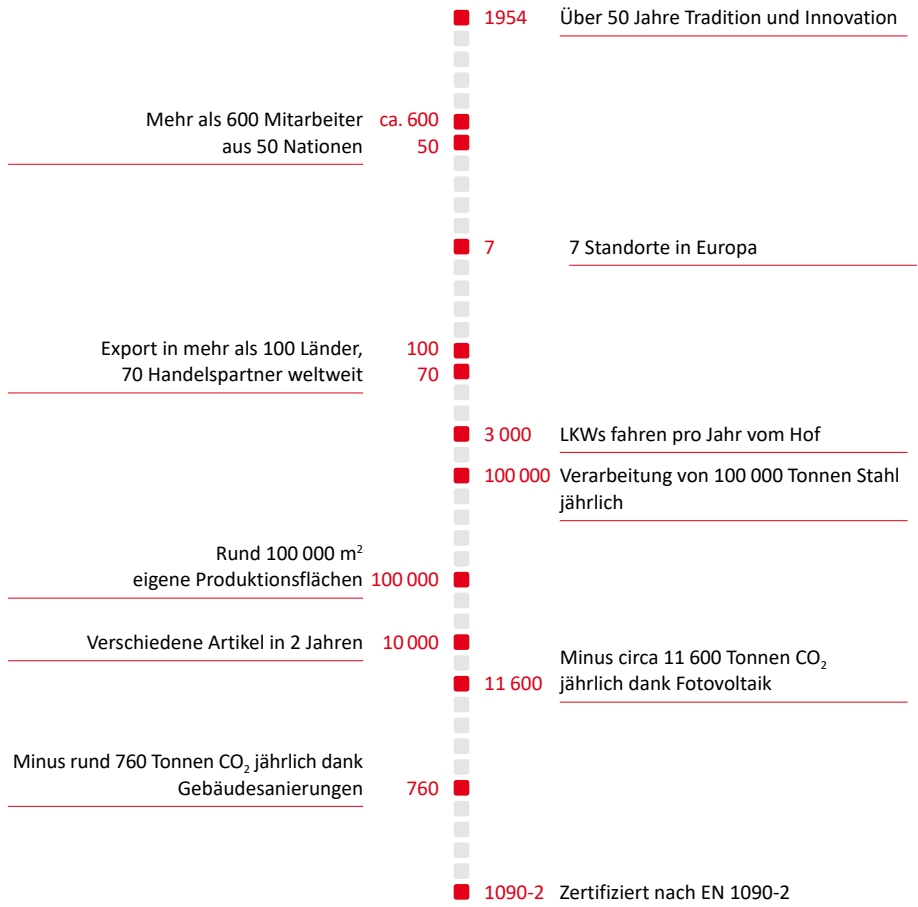 1954 Über 50 Jahre Tradition und Innovation
Mehr als 600 Mitarbeiter ca. 600
aus 50 Nationen 50
7 7 Standorte in Europa
Export in mehr als 100 Länder, 100
70 Handelspartner weltweit 70
3 000 LKWs fahren pro Jahr vom Hof
100 000 Verarbeitung von 100 000 Tonnen Stahl
jährlich
Rund 100 000 m²
eigene Produktionsflächen 100 000
Verschiedene Artikel in 2 Jahren 10 000
Minus circa 11 600 Tonnen CO₂
11 600 jährlich dank Fotovoltaik
Minus rund 760 Tonnen CO₂ jährlich dank
Gebäudesanierungen 760
1090-2 Zertifiziert nach EN 1090-2